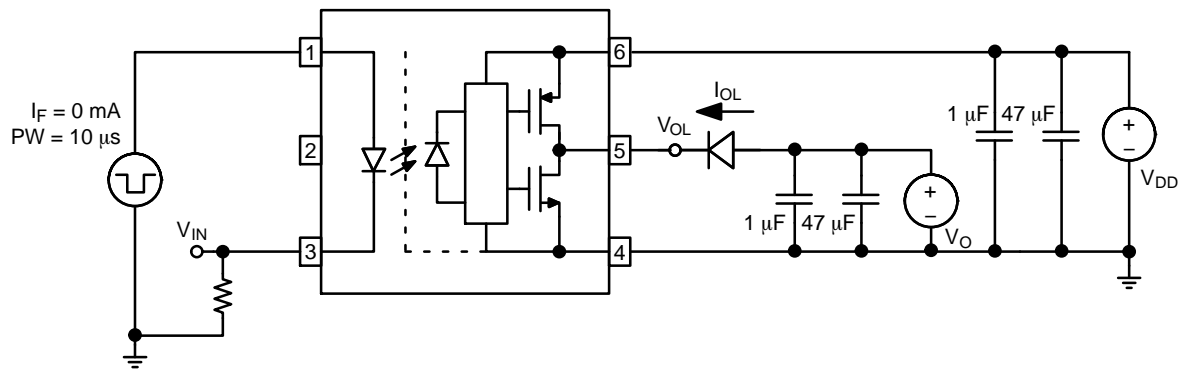 1
6
I_F = 0 mA
PW = 10 μs
I_OL
1 μF 47 μF
V_OL
+
−
V_DD
2
5
+
−
1 μF 47 μF
V_O
V_IN
3
4